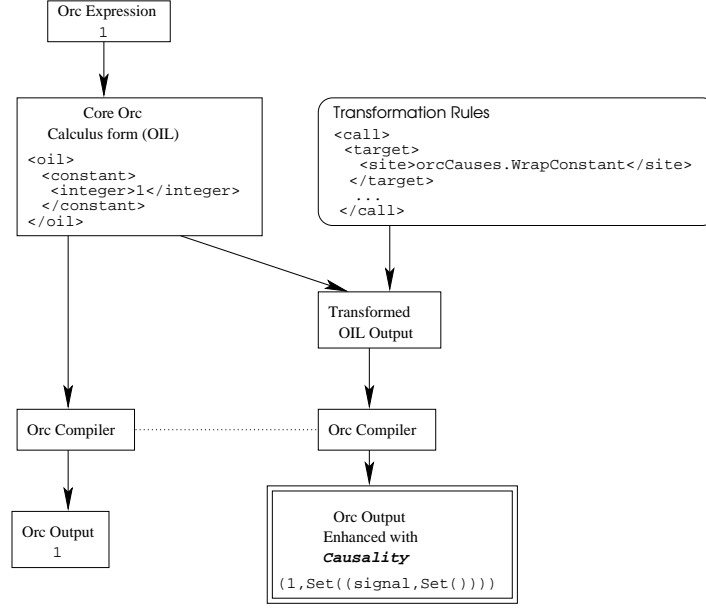 Orc Expression
1
Core Orc
Calculus form (OIL)
<oil>
<constant>
<integer>1</integer>
</constant>
</oil>
Transformation Rules
<call>
<target>
<site>orcCauses.WrapConstant</site>
</target>
...
</call>
Transformed
OIL Output
Orc Compiler
Orc Compiler
Orc Output
1
Orc Output
Enhanced with
Causality
(1,Set((signal,Set())))